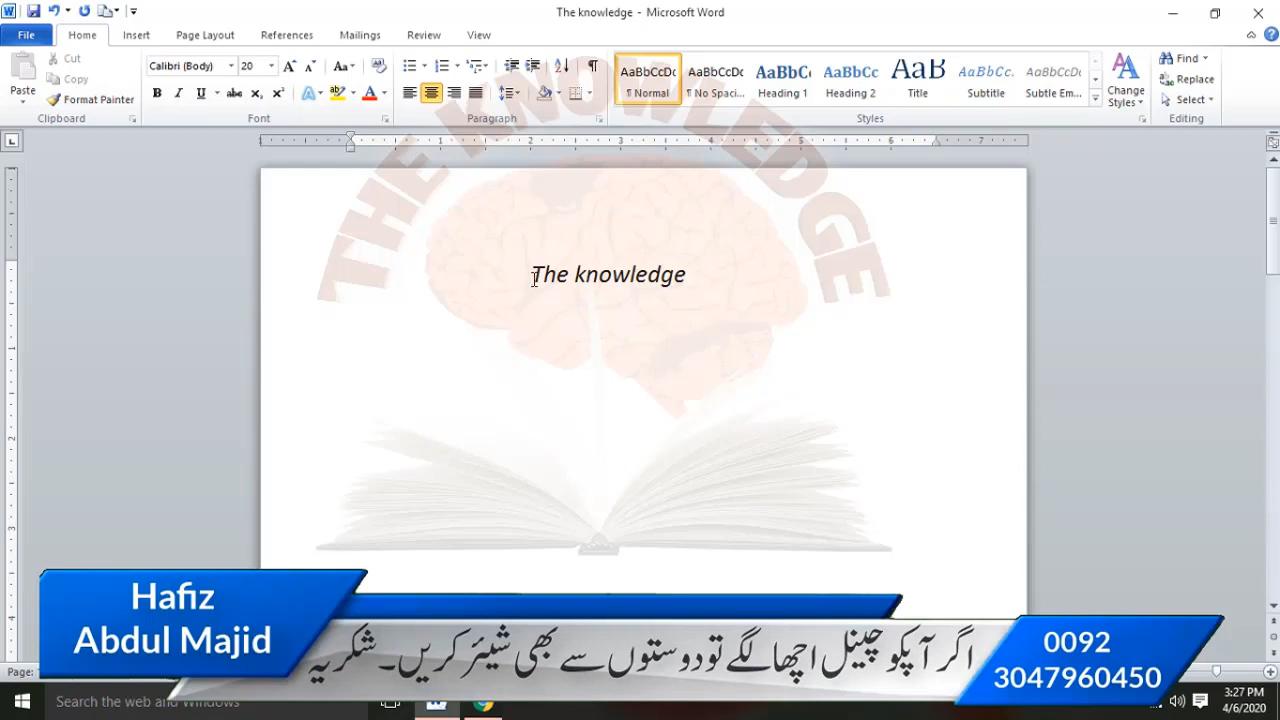 The knowledge - Microsoft Word
File Home Insert Page Layout References Mailings Review View
Paste
Cut
Copy
Format Painter
Clipboard
Calibri (Body) 20
Font
Paragraph
AaBbCcDc AaBbCcDc AaBbCc AaBbCc AaB AaBbCc. AaBbCcDc
¶ Normal ¶ No Spaci... Heading 1 Heading 2 Title Subtitle Subtle Em...
Change Styles
Styles
Find
Replace
Select
Editing
THE KNOWLEDGE
The knowledge
Hafiz
Abdul Majid
اگر آپکو چینل اچھا لگے تو دوستوں سے بھی شیئر کریں۔ شکریہ
0092
3047960450
Page:
Search the web and Windows
3:27 PM
4/6/2020